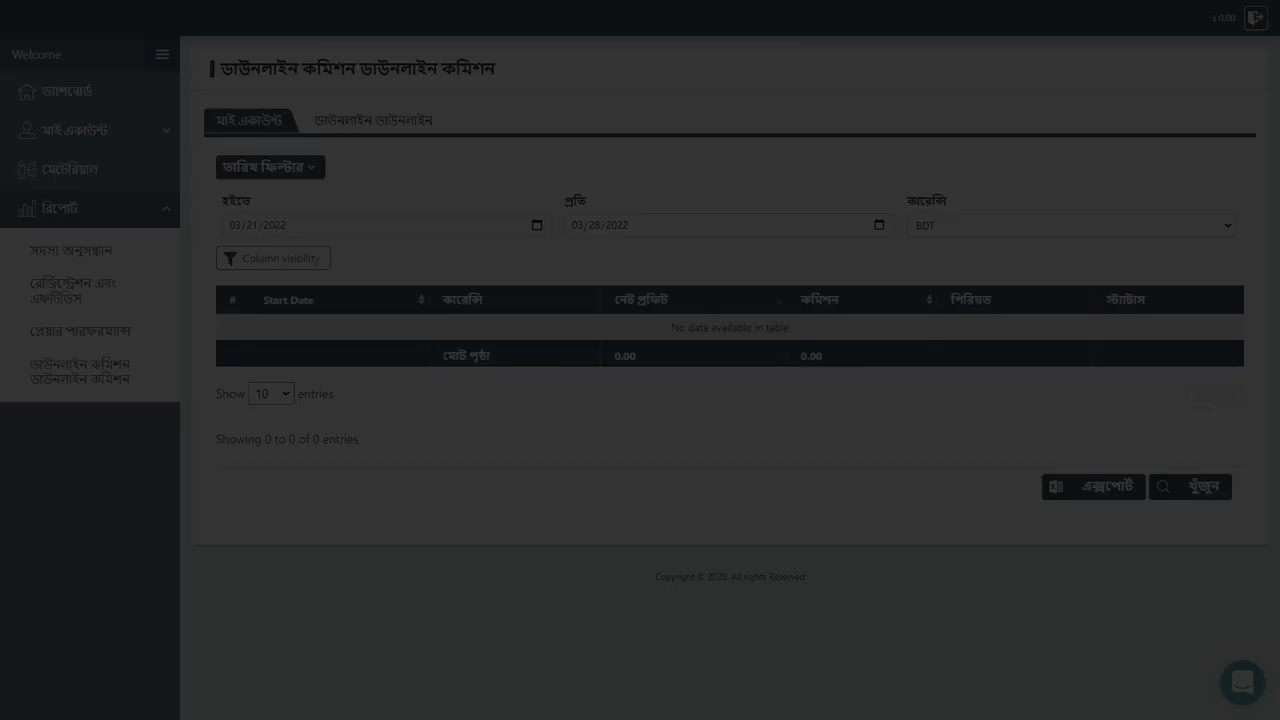 ৳ 0.00
Welcome
ড্যাশবোর্ড
মাই একাউন্ট
মেটেরিয়াল
রিপোর্ট
সদস্য অনুসন্ধান
রেজিস্ট্রেশন এবং
এফটিডিস
প্লেয়ার পারফরম্যান্স
ডাউনলাইন কমিশন
ডাউনলাইন কমিশন
ডাউনলাইন কমিশন ডাউনলাইন কমিশন
মাই একাউন্ট ডাউনলাইন ডাউনলাইন
তারিখ ফিল্টার
হইতে প্রতি কারেন্সি
03/21/2022 03/28/2022 BDT
Column visibility
# Start Date কারেন্সি নেট প্রফিট কমিশন পিরিয়ড স্ট্যাটাস
No data available in table
মোট পৃষ্ঠা 0.00 0.00
Show 10 entries
Showing 0 to 0 of 0 entries
এক্সপোর্ট খুঁজুন
Copyright © 2020. All rights Reserved